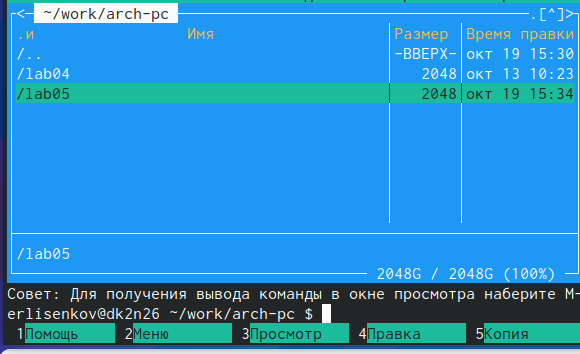 <─ ~/work/arch-pc ─.[^]>
.и Имя Размер Время правки
/.. -ВВЕРХ- окт 19 15:30
/lab04 2048 окт 13 10:23
/lab05 2048 окт 19 15:34
/lab05
2048G / 2048G (100%)
Совет: Для получения вывода команды в окне просмотра наберите M-
erlisenkov@dk2n26 ~/work/arch-pc $
1Помощь 2Меню 3Просмотр 4Правка 5Копия